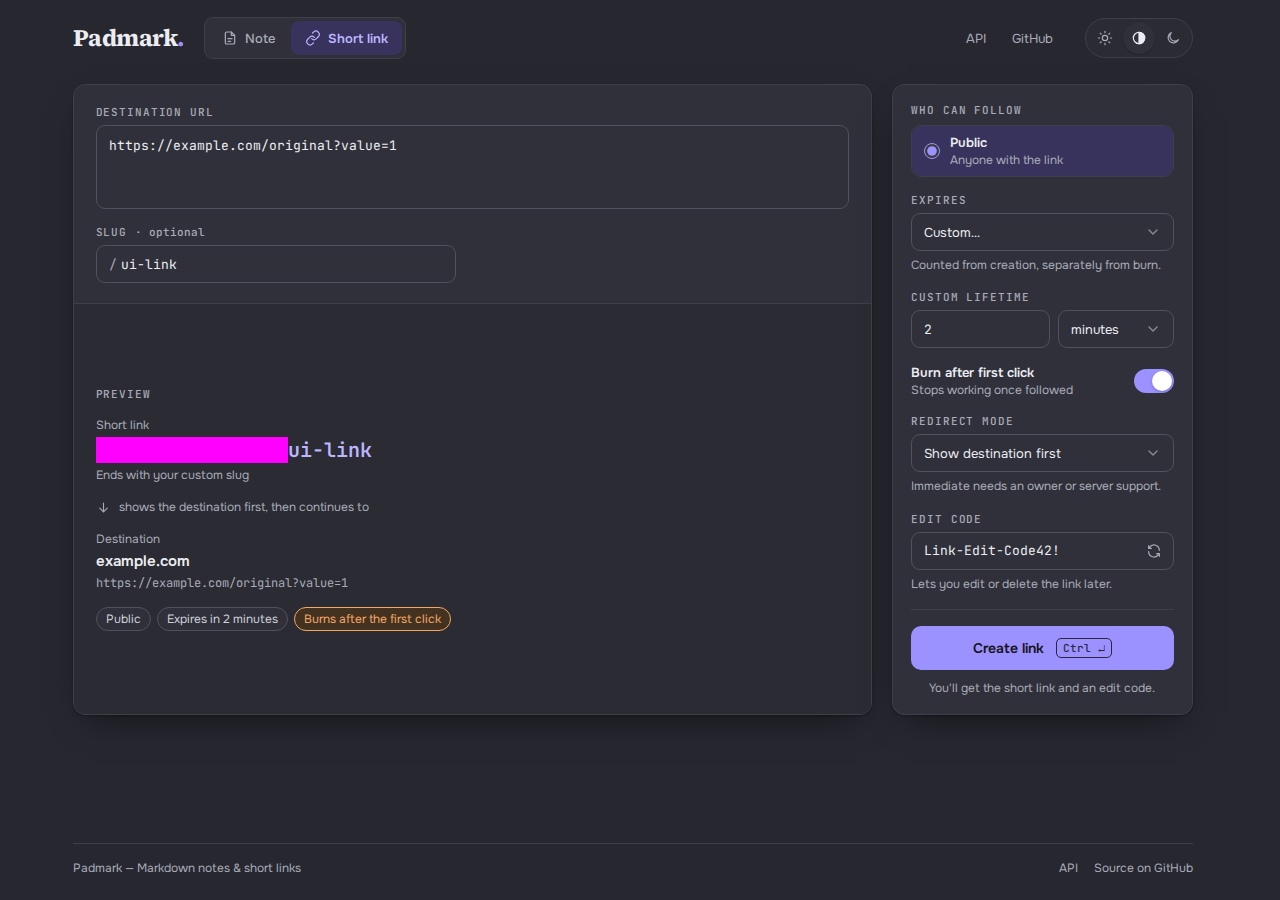 Padmark.
Note
Short link
API
GitHub
DESTINATION URL
https://example.com/original?value=1
SLUG · optional
/ ui-link
PREVIEW
Short link
ui-link
Ends with your custom slug
↓ shows the destination first, then continues to
Destination
example.com
https://example.com/original?value=1
Public
Expires in 2 minutes
Burns after the first click
WHO CAN FOLLOW
Public
Anyone with the link
EXPIRES
Custom…
Counted from creation, separately from burn.
CUSTOM LIFETIME
2
minutes
Burn after first click
Stops working once followed
REDIRECT MODE
Show destination first
Immediate needs an owner or server support.
EDIT CODE
Link-Edit-Code42!
Lets you edit or delete the link later.
Create link
Ctrl ↵
You'll get the short link and an edit code.
Padmark — Markdown notes & short links
API
Source on GitHub